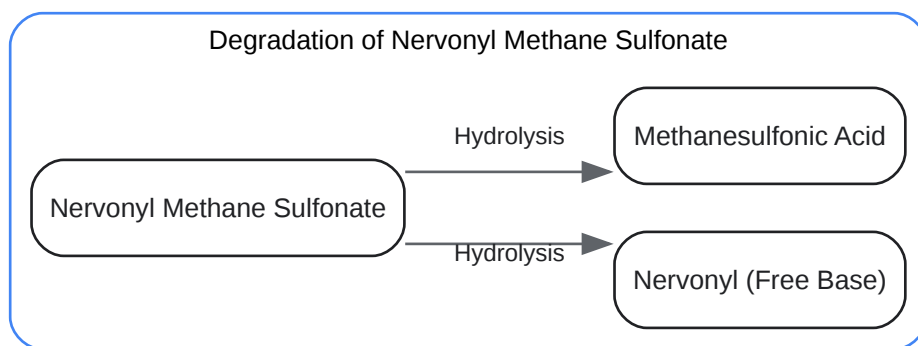 Degradation of Nervonyl Methane Sulfonate
Hydrolysis
Methanesulfonic Acid
Nervonyl Methane Sulfonate
Hydrolysis
Nervonyl (Free Base)